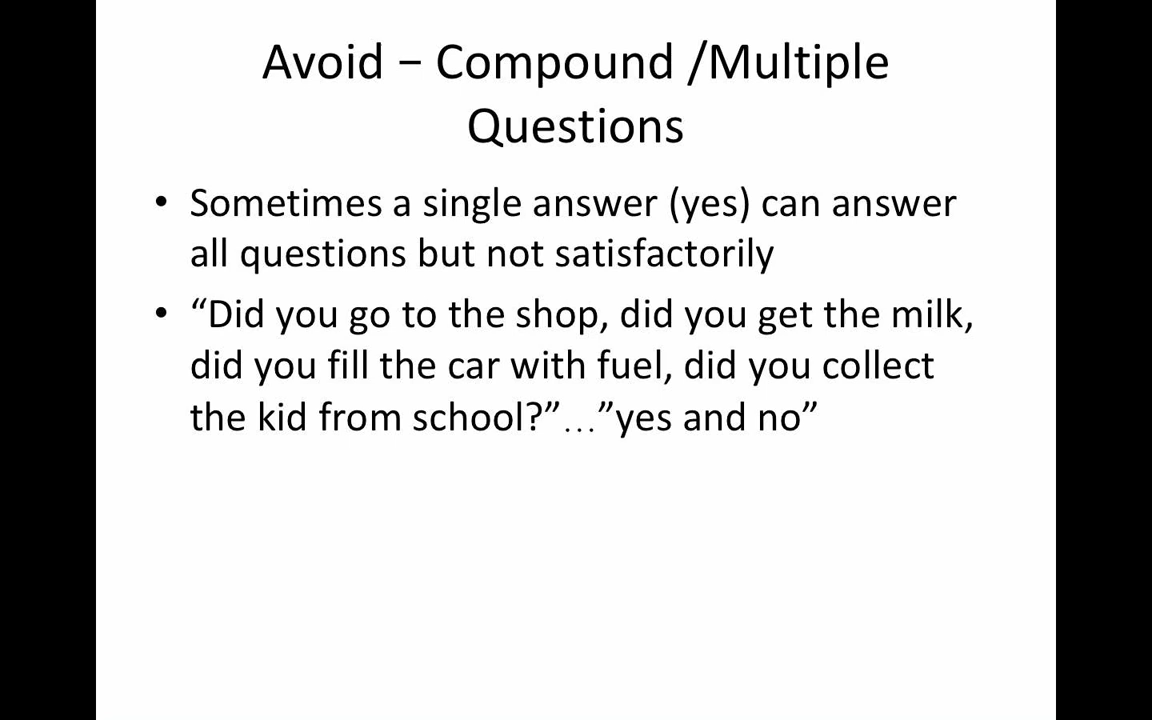 Avoid – Compound /Multiple
Questions
• Sometimes a single answer (yes) can answer
all questions but not satisfactorily
• “Did you go to the shop, did you get the milk,
did you fill the car with fuel, did you collect
the kid from school?”…”yes and no”